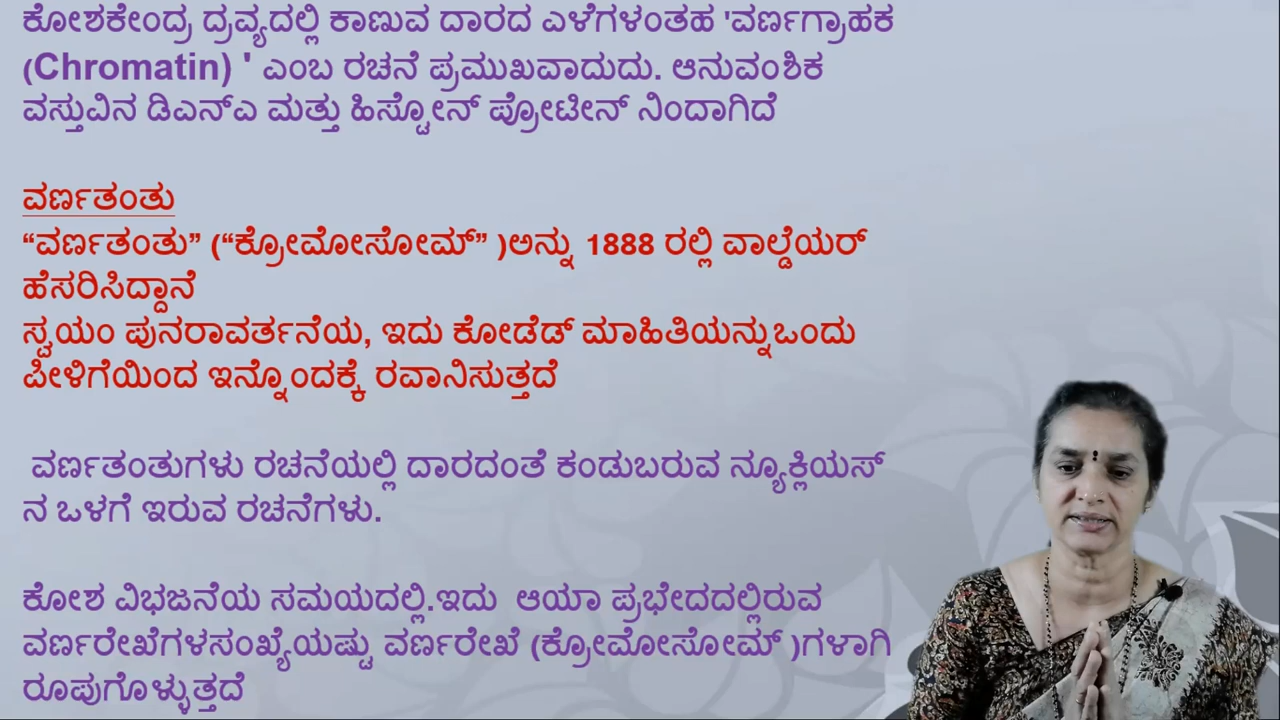 ಕೋಶಕೇಂದ್ರ ದ್ರವ್ಯದಲ್ಲಿ ಕಾಣುವ ದಾರದ ಎಳೆಗಳಂತಹ 'ವರ್ಣಗ್ರಾಹಕ
(Chromatin) ' ಎಂಬ ರಚನೆ ಪ್ರಮುಖವಾದುದು. ಆನುವಂಶಿಕ
ವಸ್ತುವಿನ ಡಿಎನ್ಎ ಮತ್ತು ಹಿಸ್ಟೋನ್ ಪ್ರೋಟೀನ್ ನಿಂದಾಗಿದೆ
ವರ್ಣತಂತು
“ವರ್ಣತಂತು” (“ಕ್ರೋಮೋಸೋಮ್” )ಅನ್ನು 1888 ರಲ್ಲಿ ವಾಲ್ಡೆಯರ್
ಹೆಸರಿಸಿದ್ದಾನೆ
ಸ್ವಯಂ ಪುನರಾವರ್ತನೆಯ, ಇದು ಕೋಡೆಡ್ ಮಾಹಿತಿಯನ್ನುಒಂದು
ಪೀಳಿಗೆಯಿಂದ ಇನ್ನೊಂದಕ್ಕೆ ರವಾನಿಸುತ್ತದೆ
ವರ್ಣತಂತುಗಳು ರಚನೆಯಲ್ಲಿ ದಾರದಂತೆ ಕಂಡುಬರುವ ನ್ಯೂಕ್ಲಿಯಸ್
ನ ಒಳಗೆ ಇರುವ ರಚನೆಗಳು.
ಕೋಶ ವಿಭಜನೆಯ ಸಮಯದಲ್ಲಿ.ಇದು ಆಯಾ ಪ್ರಭೇದದಲ್ಲಿರುವ
ವರ್ಣರೇಖೆಗಳಸಂಖ್ಯೆಯಷ್ಟು ವರ್ಣರೇಖೆ (ಕ್ರೋಮೋಸೋಮ್ )ಗಳಾಗಿ
ರೂಪುಗೊಳ್ಳುತ್ತದೆ